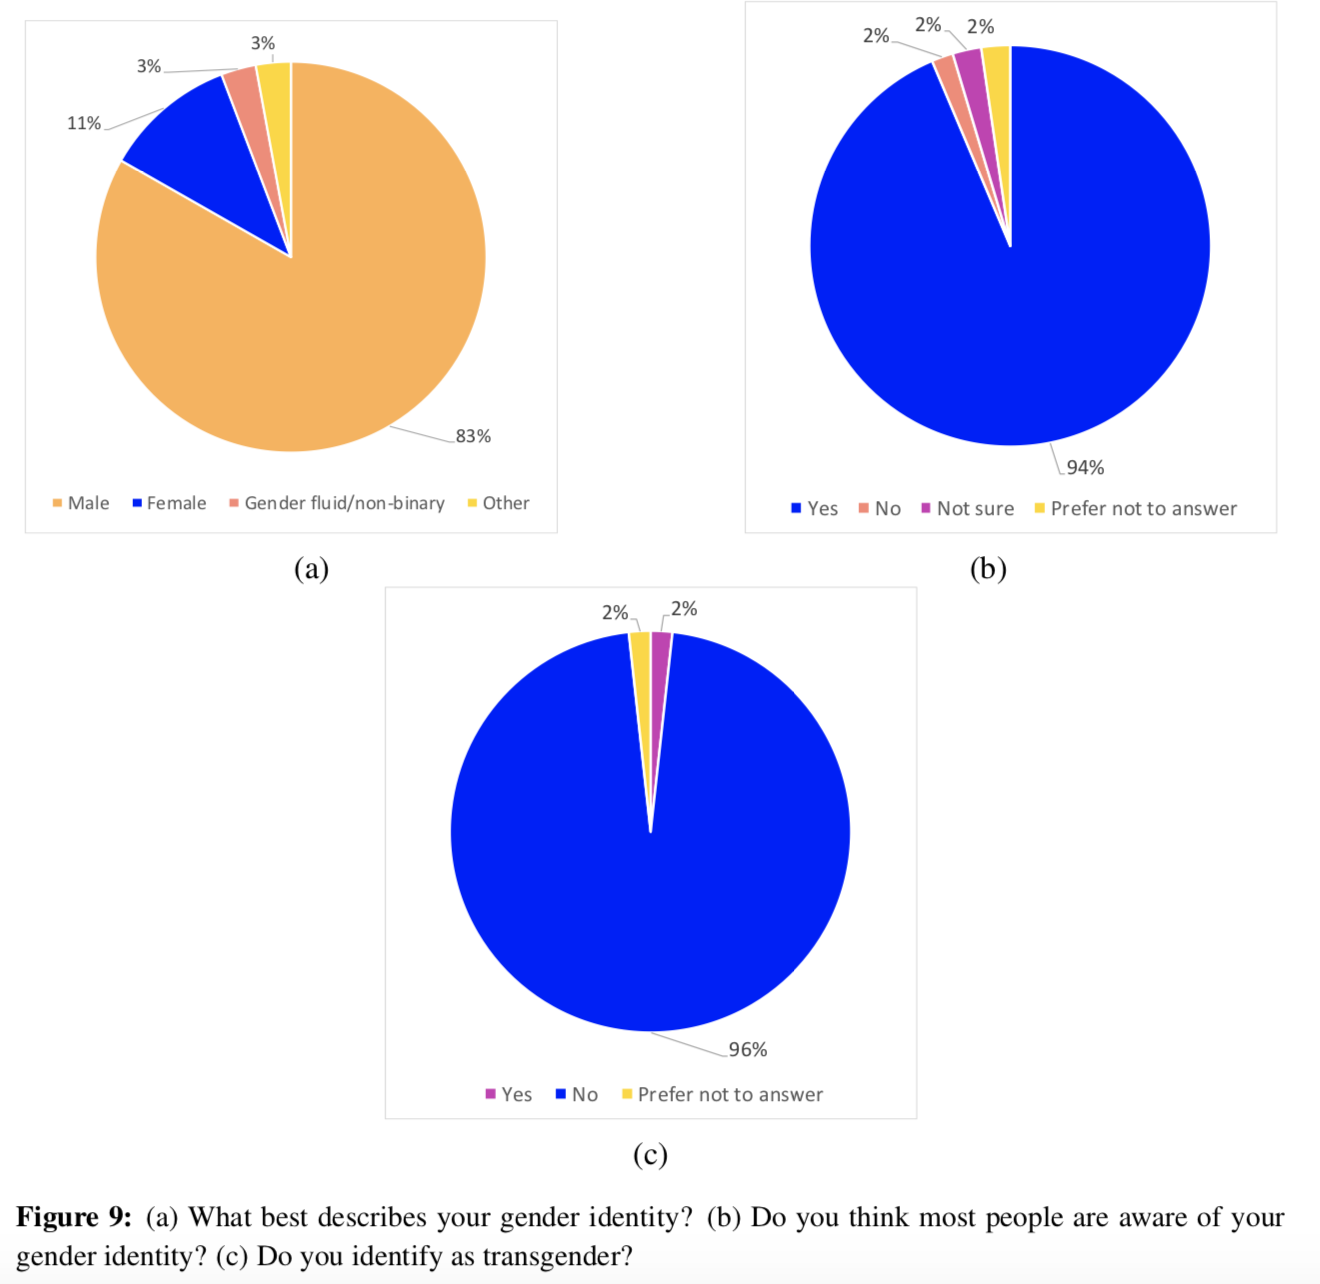 3%
3%
11%
83%
Male Female Gender fluid/non-binary Other
(a)
2% 2% 2%
94%
Yes No Not sure Prefer not to answer
(b)
2% 2%
96%
Yes No Prefer not to answer
(c)
Figure 9: (a) What best describes your gender identity? (b) Do you think most people are aware of your
gender identity? (c) Do you identify as transgender?